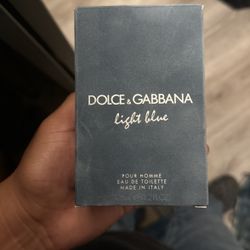 DOLCE & GABBANA
light blue
POUR HOMME
EAU DE TOILETTE
MADE IN ITALY